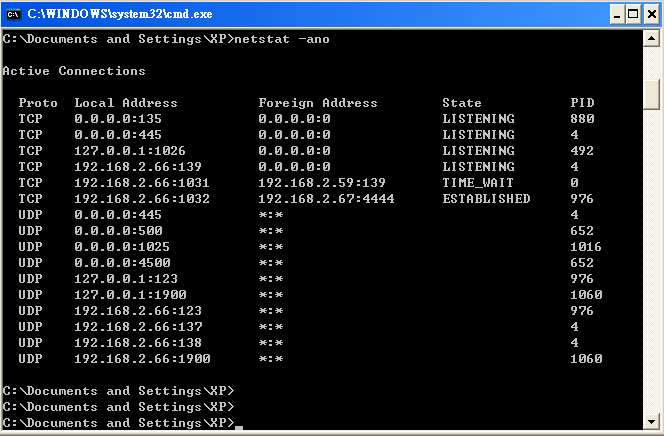 C:\WINDOWS\system32\cmd.exe
C:\Documents and Settings\XP>netstat -ano
Active Connections
Proto Local Address Foreign Address State PID
TCP 0.0.0.0:135 0.0.0.0:0 LISTENING 880
TCP 0.0.0.0:445 0.0.0.0:0 LISTENING 4
TCP 127.0.0.1:1026 0.0.0.0:0 LISTENING 492
TCP 192.168.2.66:139 0.0.0.0:0 LISTENING 4
TCP 192.168.2.66:1031 192.168.2.59:139 TIME_WAIT 0
TCP 192.168.2.66:1032 192.168.2.67:4444 ESTABLISHED 976
UDP 0.0.0.0:445 *:* 4
UDP 0.0.0.0:500 *:* 652
UDP 0.0.0.0:1025 *:* 1016
UDP 0.0.0.0:4500 *:* 652
UDP 127.0.0.1:123 *:* 976
UDP 127.0.0.1:1900 *:* 1060
UDP 192.168.2.66:123 *:* 976
UDP 192.168.2.66:137 *:* 4
UDP 192.168.2.66:138 *:* 4
UDP 192.168.2.66:1900 *:* 1060
C:\Documents and Settings\XP>
C:\Documents and Settings\XP>
C:\Documents and Settings\XP>